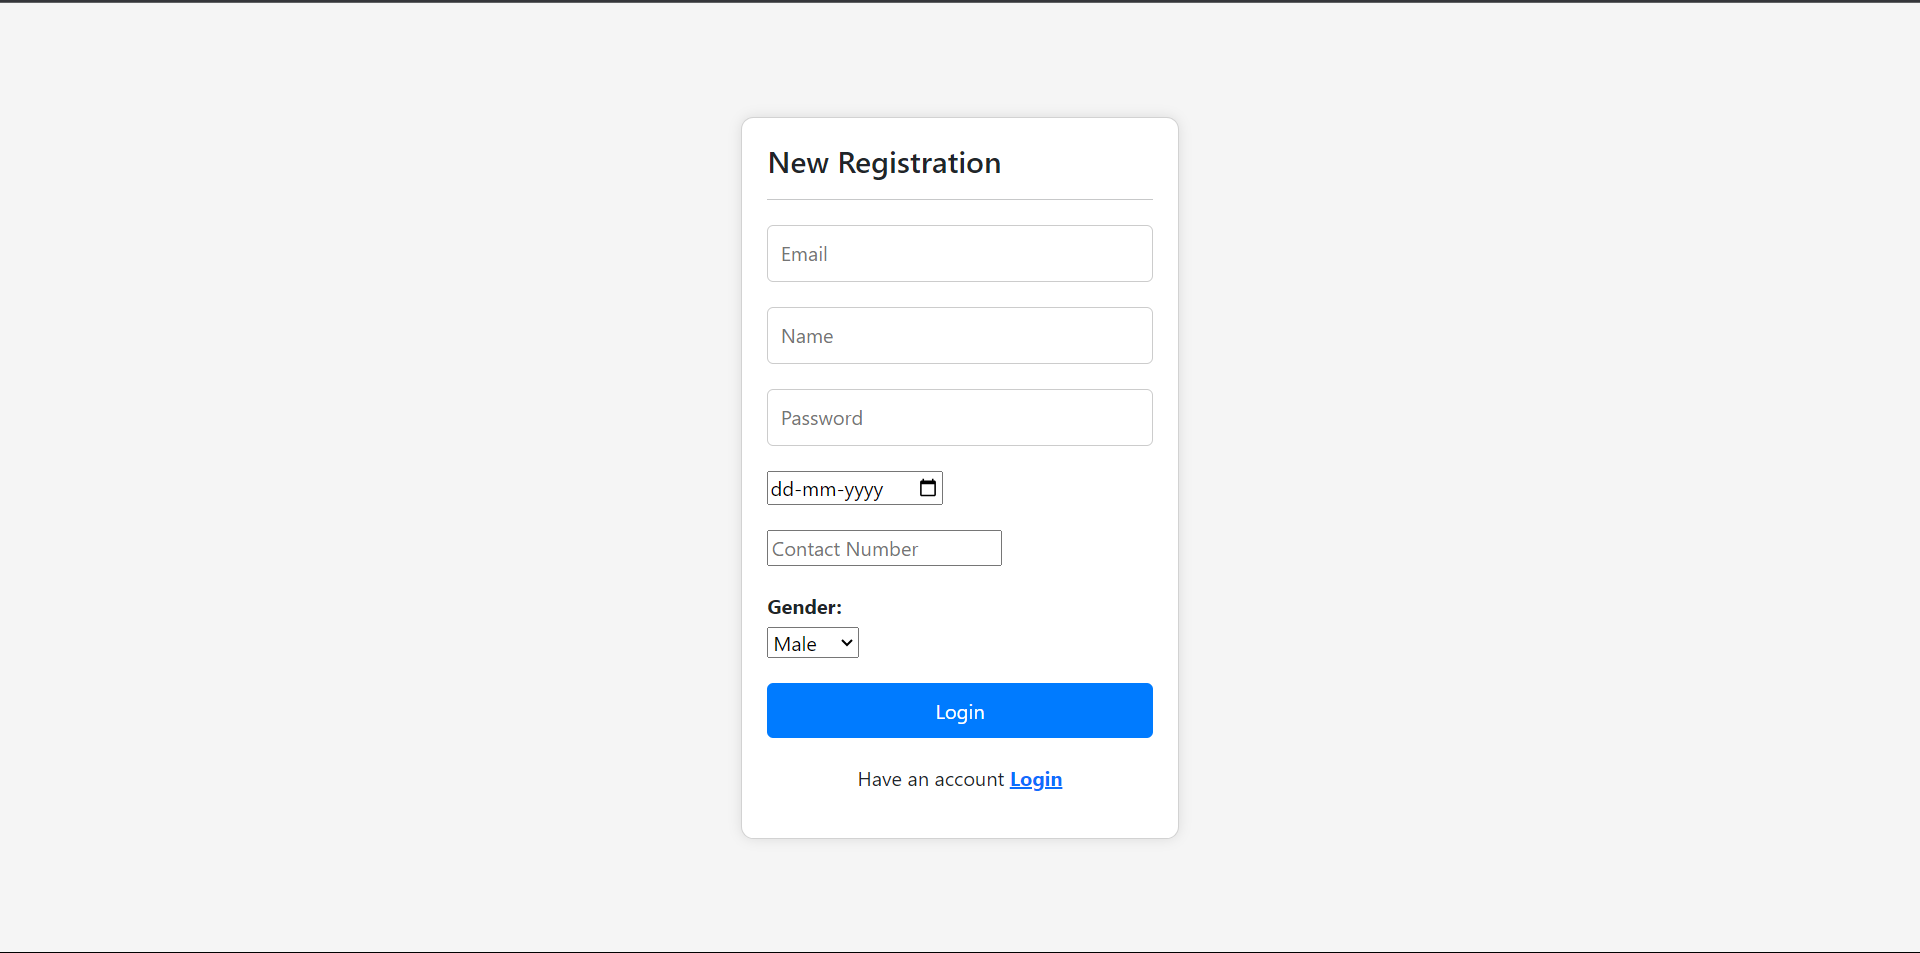 New Registration
Email
Name
Password
dd-mm-yyyy
Contact Number
Gender:
Male
Login
Have an account Login